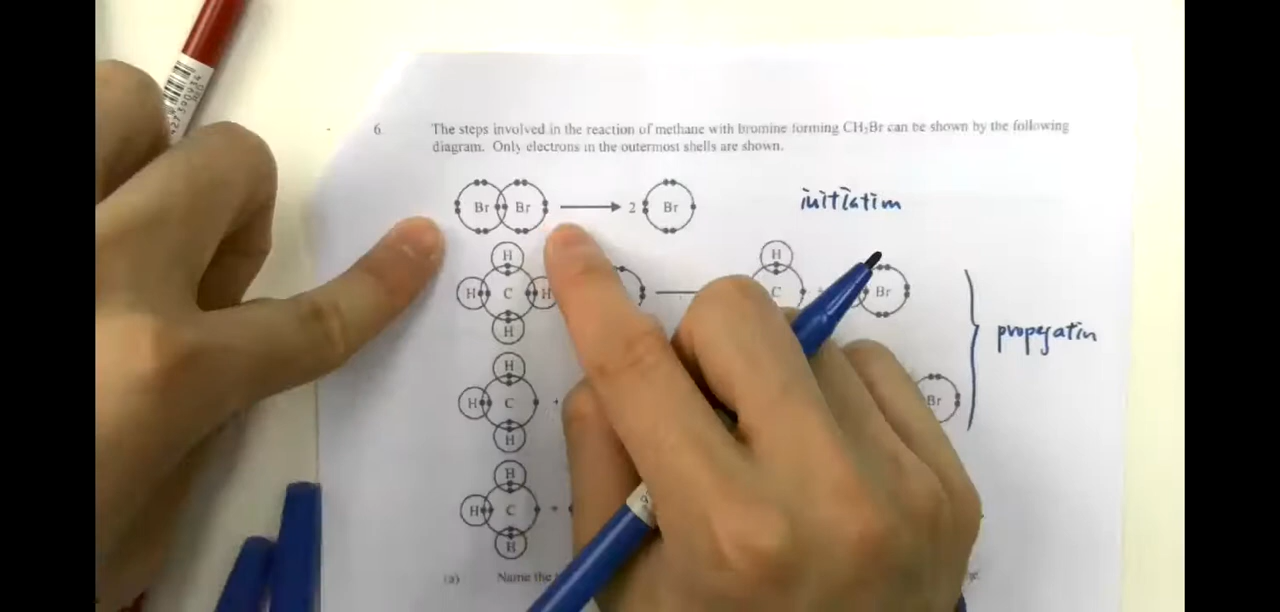 6. The steps involved in the reaction of methane with bromine forming CH₃Br can be shown by the following
diagram. Only electrons in the outermost shells are shown.
Br Br 2 Br initiation
H
H C H
H
H
C Br
propagation
H
H C +
H
Br
H
H C +
H
(a) Name the